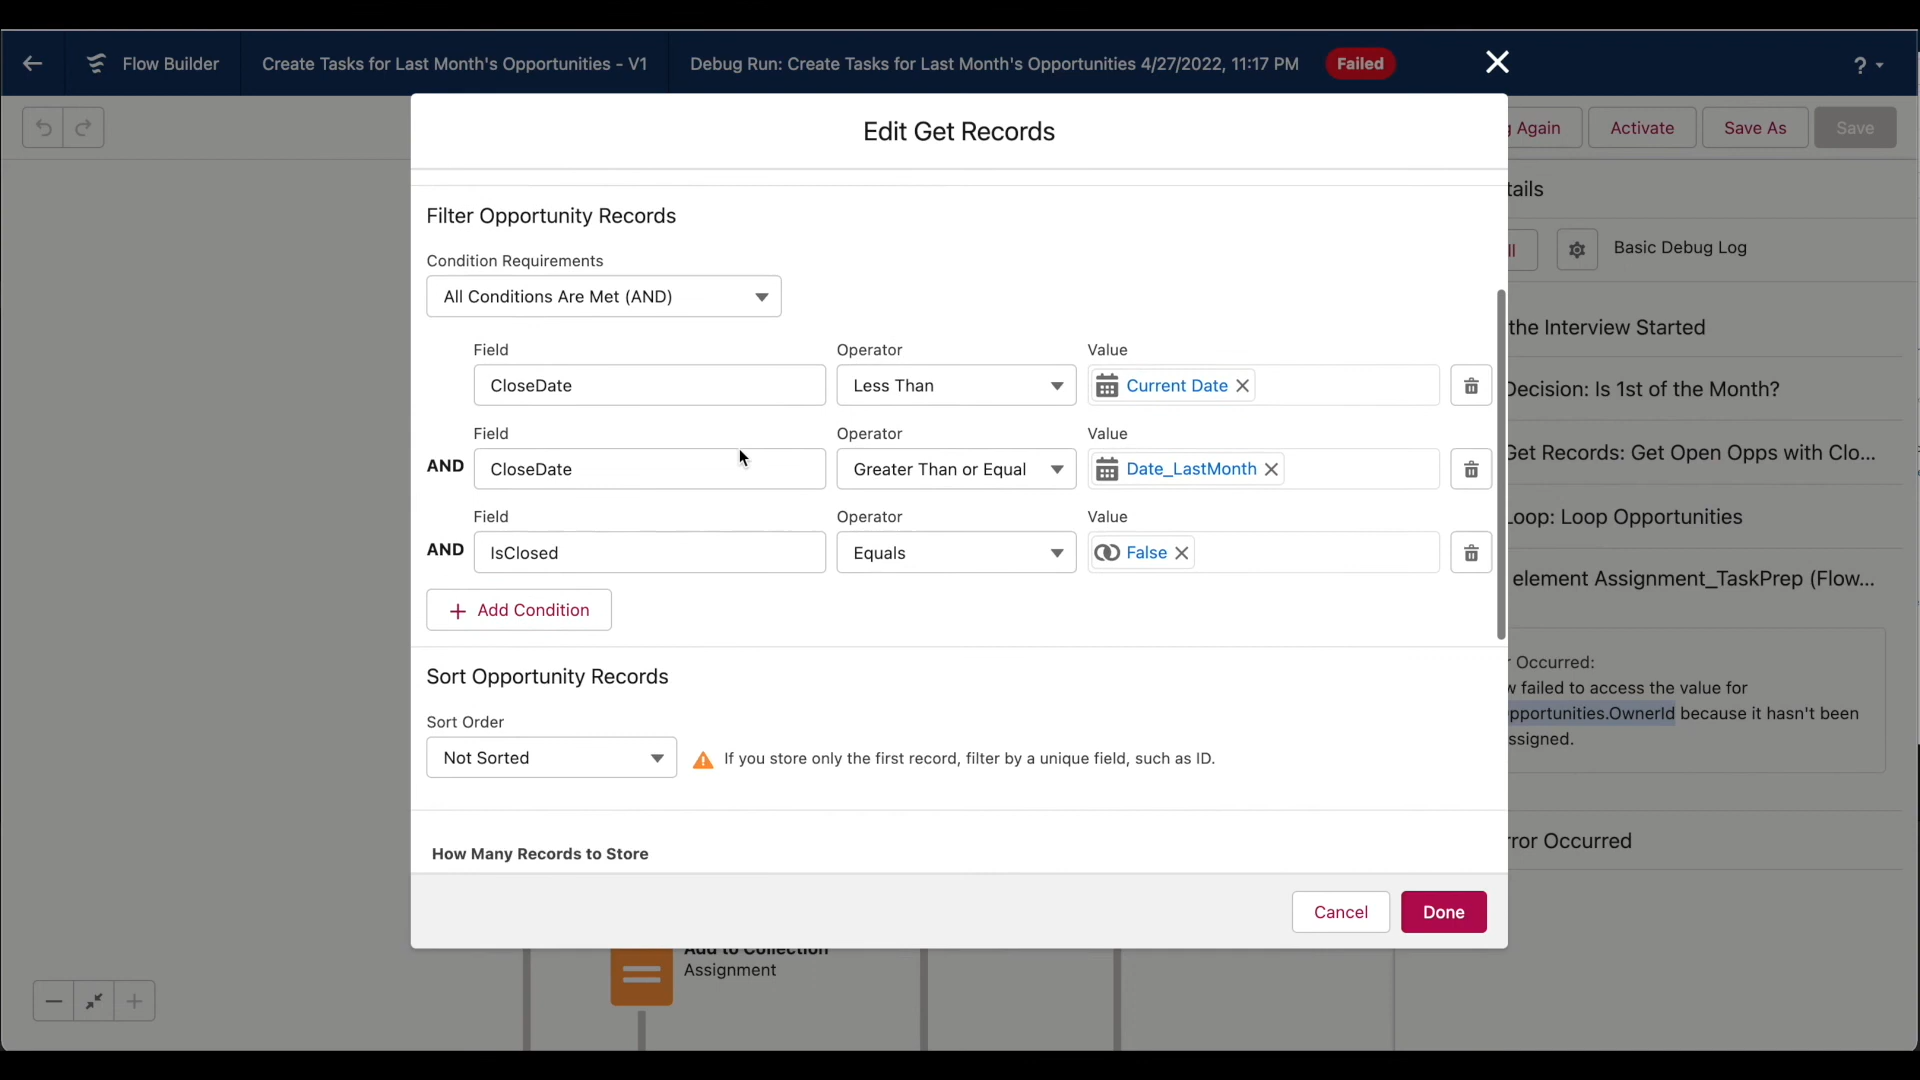 Flow Builder
Create Tasks for Last Month's Opportunities - V1
Debug Run: Create Tasks for Last Month's Opportunities 4/27/2022, 11:17 PM
Failed
?
Again
Activate
Save As
Save
Edit Get Records
Filter Opportunity Records
Condition Requirements
All Conditions Are Met (AND)
Field Operator Value
CloseDate Less Than Current Date
Field Operator Value
AND CloseDate Greater Than or Equal Date_LastMonth
Field Operator Value
AND IsClosed Equals False
+ Add Condition
Sort Opportunity Records
Sort Order
Not Sorted
If you store only the first record, filter by a unique field, such as ID.
How Many Records to Store
Cancel
Done
tails
Basic Debug Log
the Interview Started
Decision: Is 1st of the Month?
Get Records: Get Open Opps with Clo...
Loop: Loop Opportunities
element Assignment_TaskPrep (Flow...
Occurred:
w failed to access the value for
pportunities.OwnerId because it hasn't been
ssigned.
ror Occurred
Add to Collection
Assignment